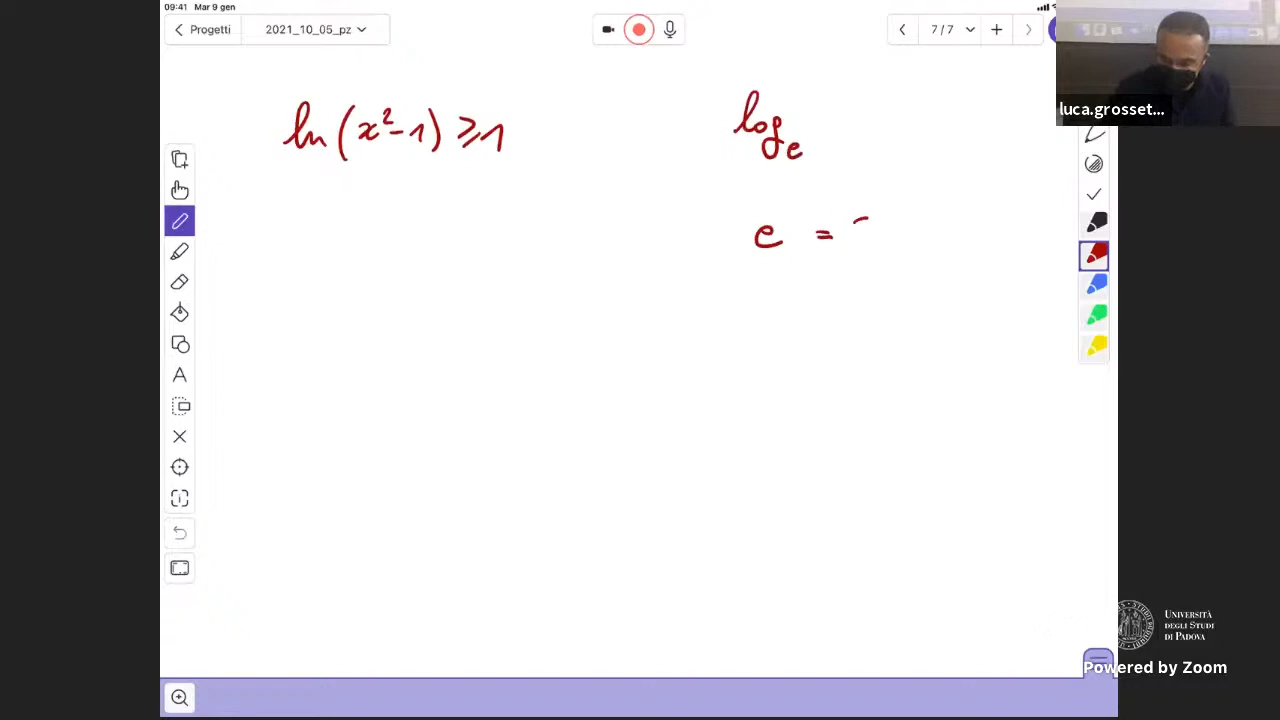 09:41 Mar 9 gen
Progetti
2021_10_05_pz
7/7
luca.grosset...
ln(x²-1) ≥ 1
log_e
e =
A
UNIVERSITÀ
DEGLI STUDI
DI PADOVA
Powered by Zoom